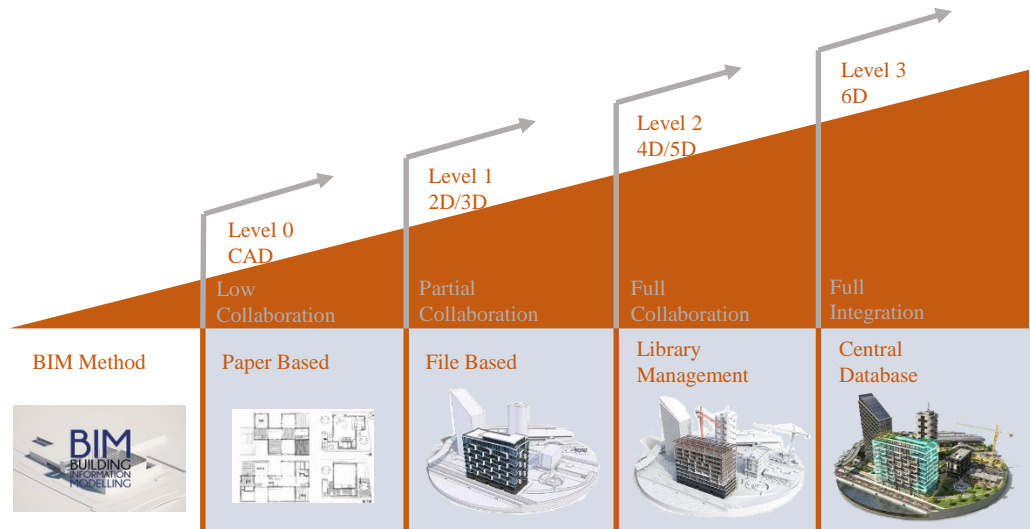 Level 0
CAD
Level 1
2D/3D
Level 2
4D/5D
Level 3
6D
Low
Collaboration
Partial
Collaboration
Full
Collaboration
Full
Integration
BIM Method
Paper Based
File Based
Library
Management
Central
Database
BIM
BUILDING
INFORMATION
MODELLING